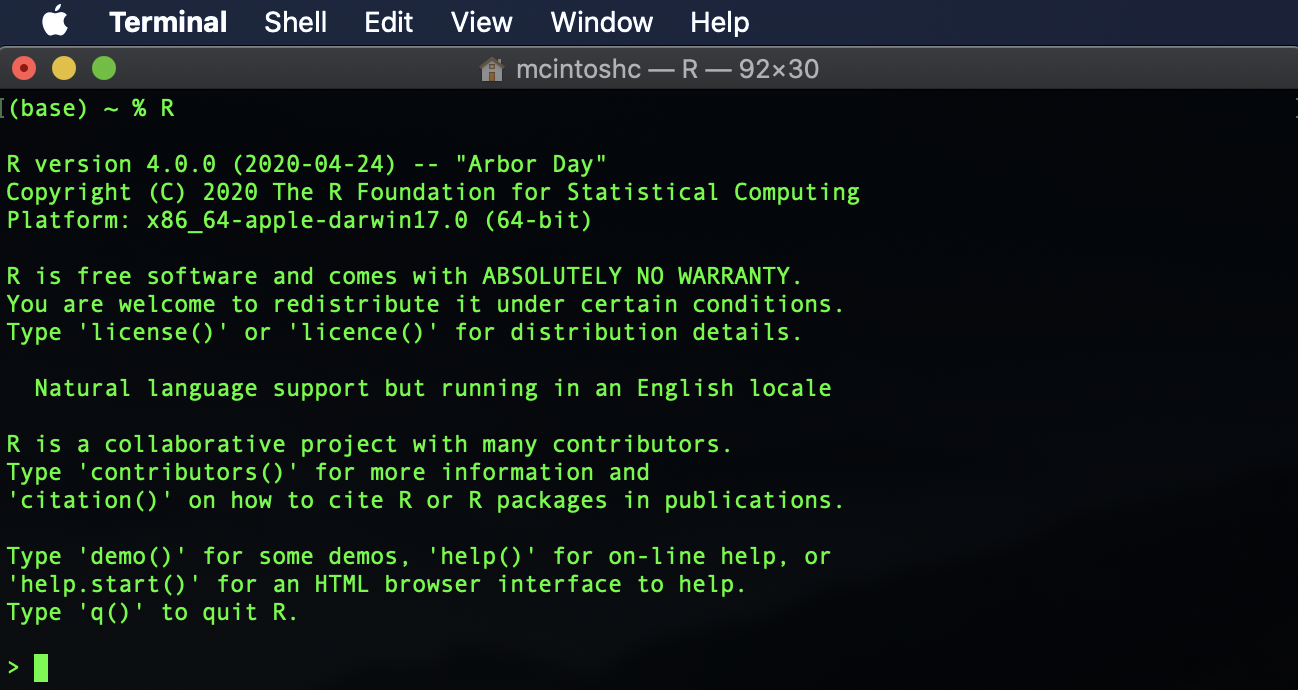 Terminal Shell Edit View Window Help
mcintoshc — R — 92×30
(base) ~ % R
R version 4.0.0 (2020-04-24) -- "Arbor Day"
Copyright (C) 2020 The R Foundation for Statistical Computing
Platform: x86_64-apple-darwin17.0 (64-bit)
R is free software and comes with ABSOLUTELY NO WARRANTY.
You are welcome to redistribute it under certain conditions.
Type 'license()' or 'licence()' for distribution details.
Natural language support but running in an English locale
R is a collaborative project with many contributors.
Type 'contributors()' for more information and
'citation()' on how to cite R or R packages in publications.
Type 'demo()' for some demos, 'help()' for on-line help, or
'help.start()' for an HTML browser interface to help.
Type 'q()' to quit R.
>